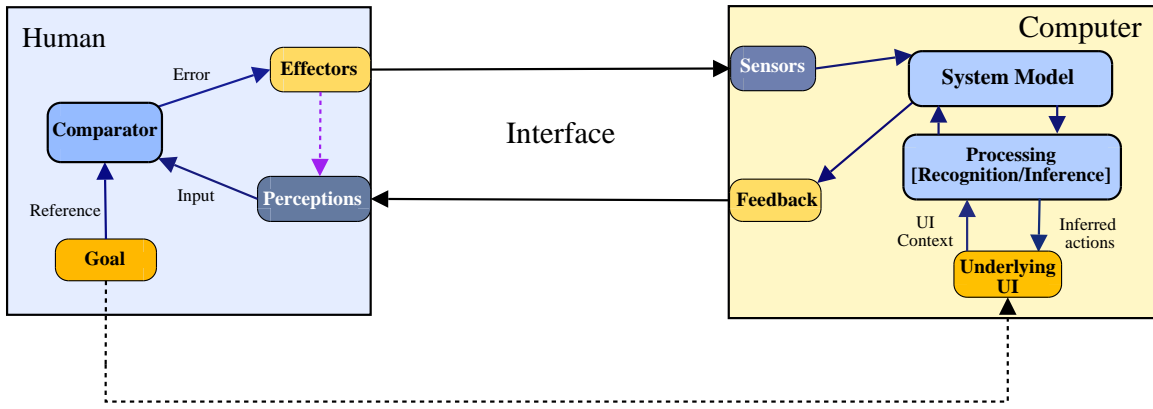 Human
Computer
Error
Effectors
Sensors
System Model
Comparator
Interface
Processing
[Recognition/Inference]
Input
Perceptions
Feedback
Reference
UI
Context
Inferred
actions
Goal
Underlying
UI